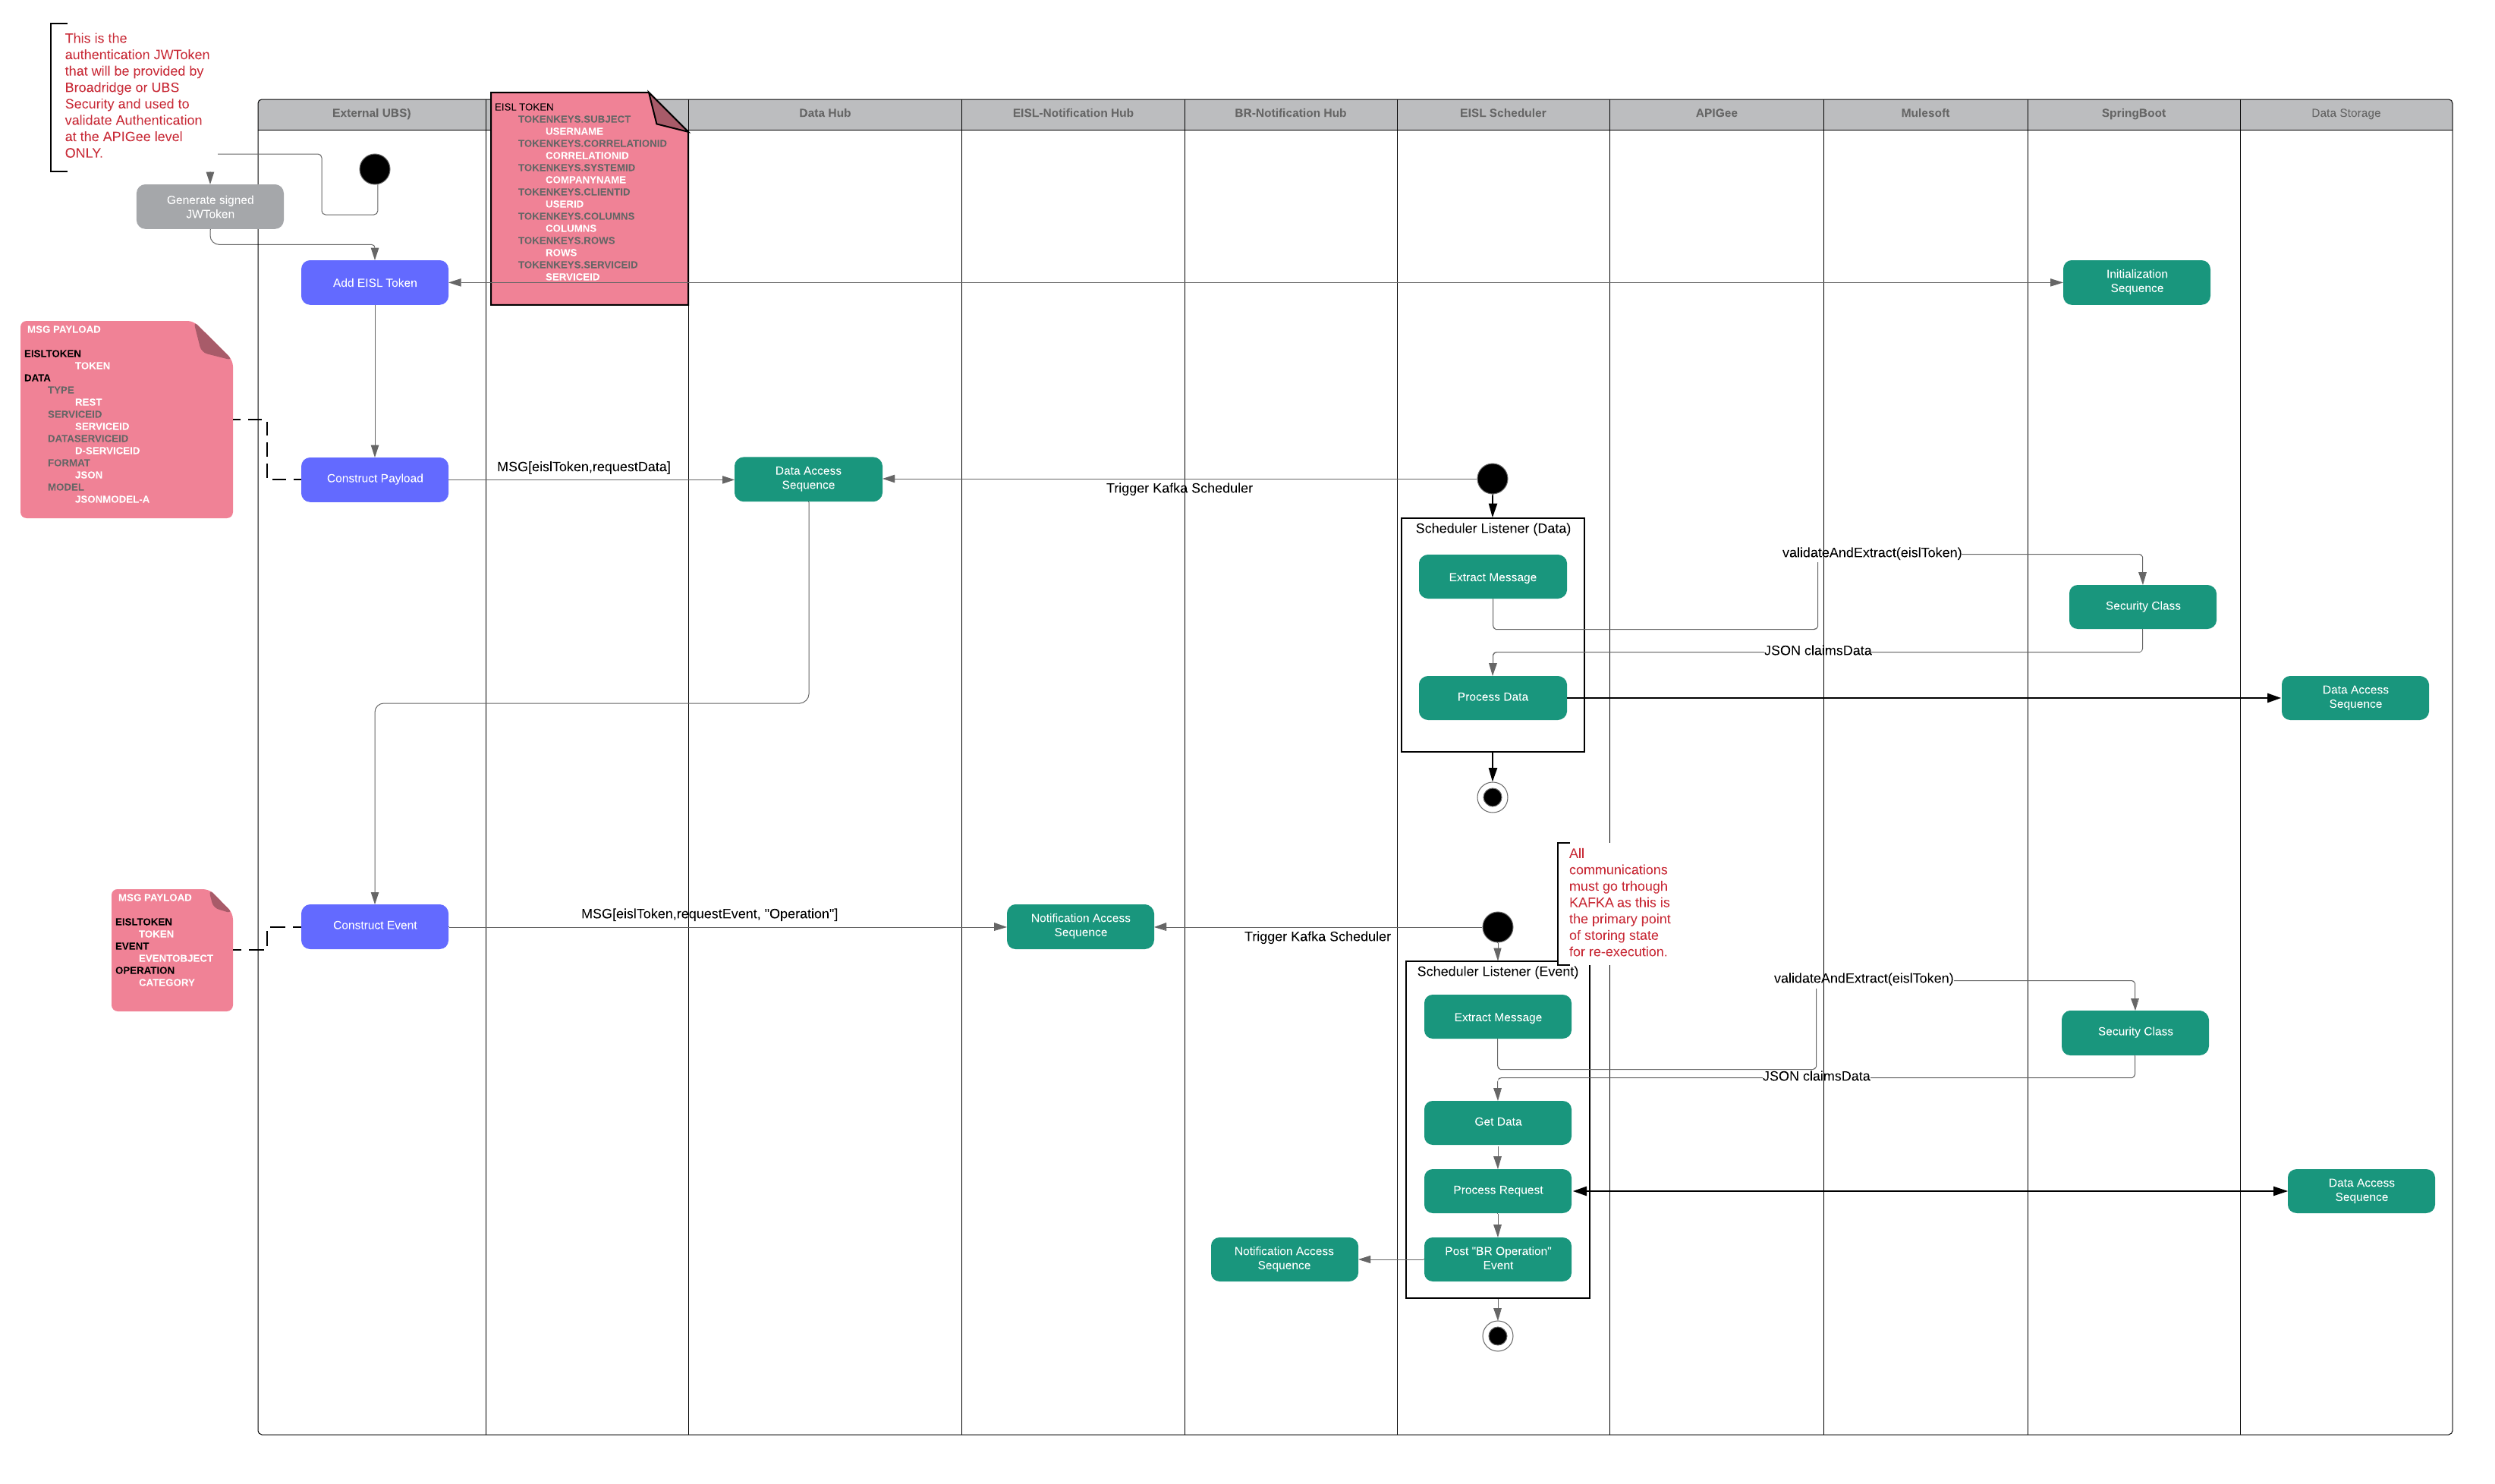 This is the
authentication JWToken
that will be provided by
Broadridge or UBS
Security and used to
validate Authentication
at the APIGee level
ONLY.
External UBS)
Data Hub
EISL-Notification Hub
BR-Notification Hub
EISL Scheduler
APIGee
Mulesoft
SpringBoot
Data Storage
EISL TOKEN
TOKENKEYS.SUBJECT
USERNAME
TOKENKEYS.CORRELATIONID
CORRELATIONID
TOKENKEYS.SYSTEMID
COMPANYNAME
TOKENKEYS.CLIENTID
USERID
TOKENKEYS.COLUMNS
COLUMNS
TOKENKEYS.ROWS
ROWS
TOKENKEYS.SERVICEID
SERVICEID
Generate signed
JWToken
Add EISL Token
Initialization
Sequence
MSG PAYLOAD
EISLTOKEN
TOKEN
DATA
TYPE
REST
SERVICEID
SERVICEID
DATASERVICEID
D-SERVICEID
FORMAT
JSON
MODEL
JSONMODEL-A
Construct Payload
MSG[eislToken,requestData]
Data Access
Sequence
Trigger Kafka Scheduler
Scheduler Listener (Data)
Extract Message
validateAndExtract(eislToken)
Security Class
JSON claimsData
Process Data
Data Access
Sequence
All
communications
must go trhough
KAFKA as this is
the primary point
of storing state
for re-execution.
MSG PAYLOAD
EISLTOKEN
TOKEN
EVENT
EVENTOBJECT
OPERATION
CATEGORY
Construct Event
MSG[eislToken,requestEvent, "Operation"]
Notification Access
Sequence
Trigger Kafka Scheduler
Scheduler Listener (Event)
Extract Message
validateAndExtract(eislToken)
Security Class
JSON claimsData
Get Data
Process Request
Data Access
Sequence
Notification Access
Sequence
Post "BR Operation"
Event